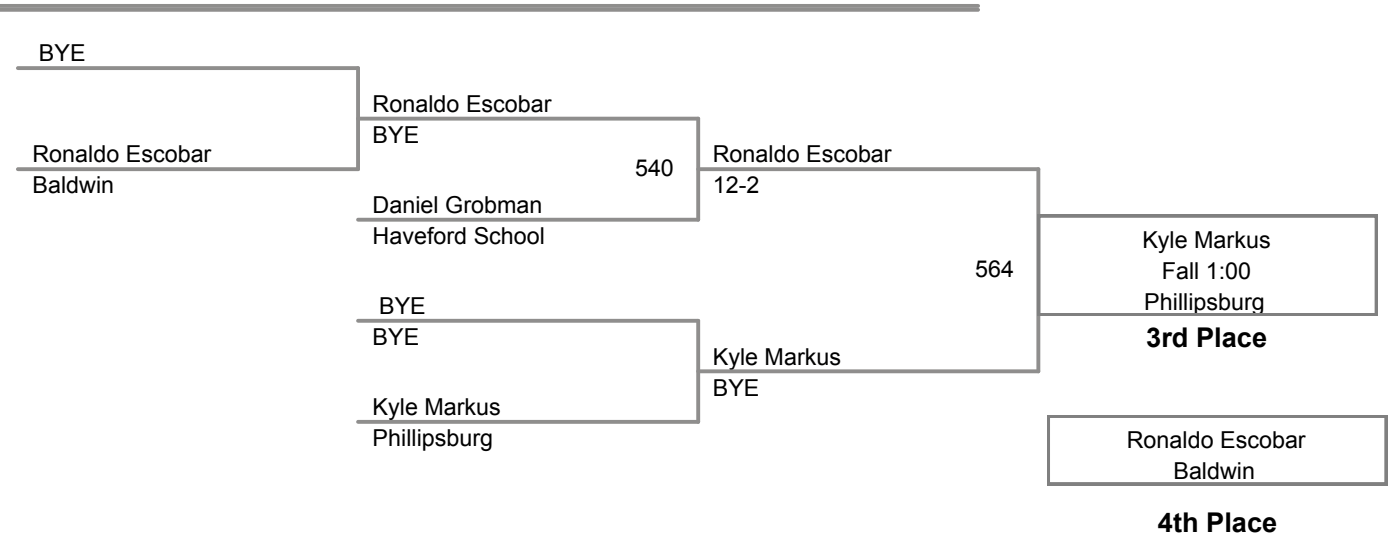 BYE
Ronaldo Escobar
Baldwin
Ronaldo Escobar
BYE
540
Daniel Grobman
Haveford School
BYE
BYE
Kyle Markus
Phillipsburg
Ronaldo Escobar
12-2
564
Kyle Markus
BYE
Kyle Markus
Fall 1:00
Phillipsburg
3rd Place
Ronaldo Escobar
Baldwin
4th Place